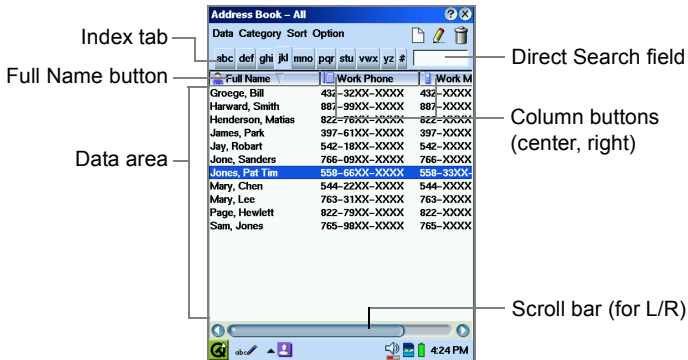 Address Book – All
Data Category Sort Option
abc def ghi jkl mno pqr stu vwx yz #
Full Name Work Phone Work M
Groege, Bill 432–32XX–XXXX 432–XXXX
Harward, Smith 887–99XX–XXXX 887–XXXX
Henderson, Matias 822–76XX–XXXX 822–XXXX
James, Park 397–61XX–XXXX 397–XXXX
Jay, Robart 542–18XX–XXXX 542–XXXX
Jone, Sanders 766–09XX–XXXX 766–XXXX
Jones, Pat Tim 558–66XX–XXXX 558–33XX–
Mary, Chen 544–22XX–XXXX 544–XXXX
Mary, Lee 763–31XX–XXXX 763–XXXX
Page, Hewlett 822–79XX–XXXX 822–XXXX
Sam, Jones 765–98XX–XXXX 765–XXXX
abc 4:24 PM
Index tab
Full Name button
Data area
Direct Search field
Column buttons
(center, right)
Scroll bar (for L/R)